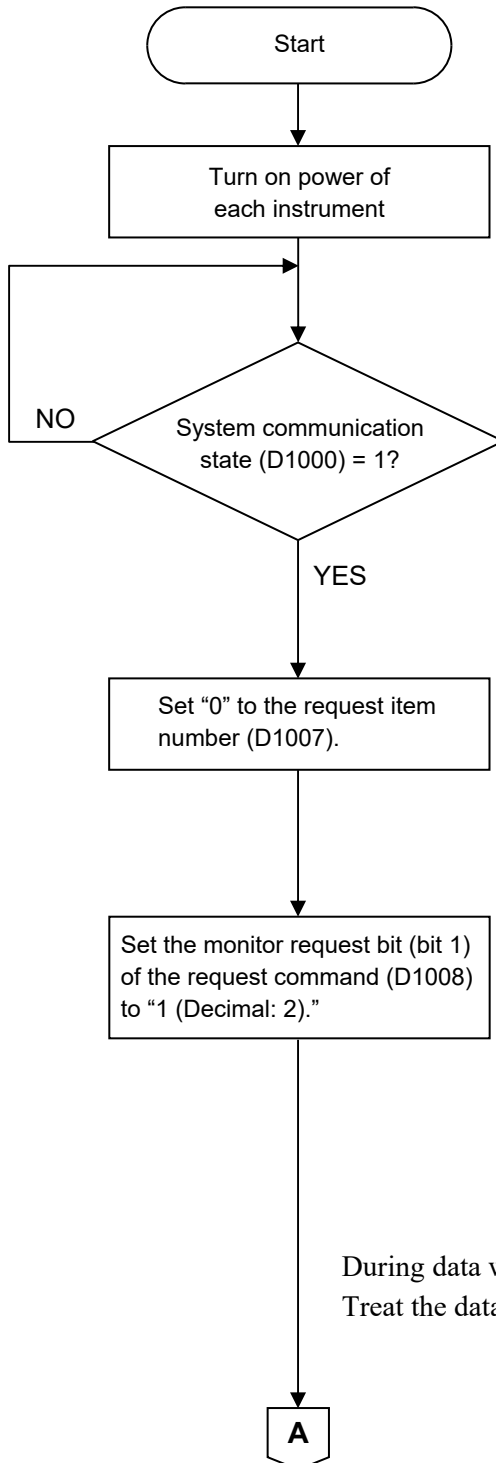 Start
Turn on power of
each instrument
NO
System communication
state (D1000) = 1?
YES
Set “0” to the request item
number (D1007).
Set the monitor request bit (bit 1)
of the request command (D1008)
to “1 (Decimal: 2).”
During data
Treat the data
A